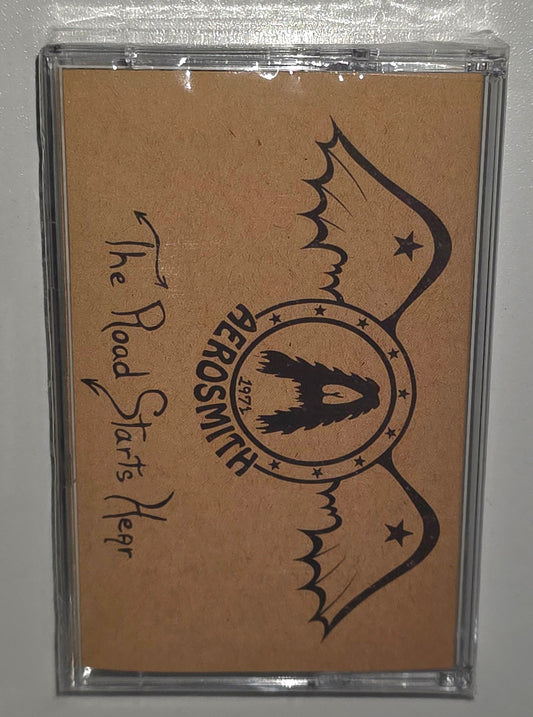 A
1971
AEROSMITH
The Road Starts Hear